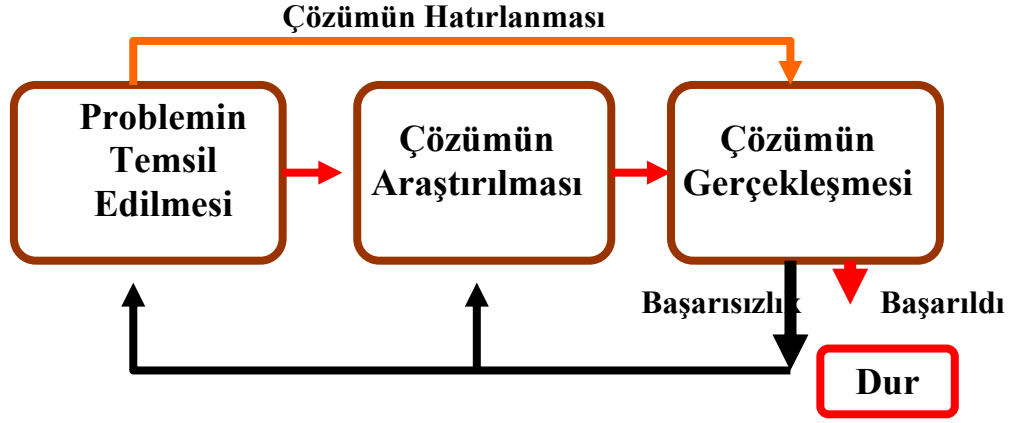 Çözümün Hatırlanması
Problemin
Temsil
Edilmesi
Çözümün
Araştırılması
Çözümün
Gerçekleşmesi
Başarısızlık
Başarıldı
Dur